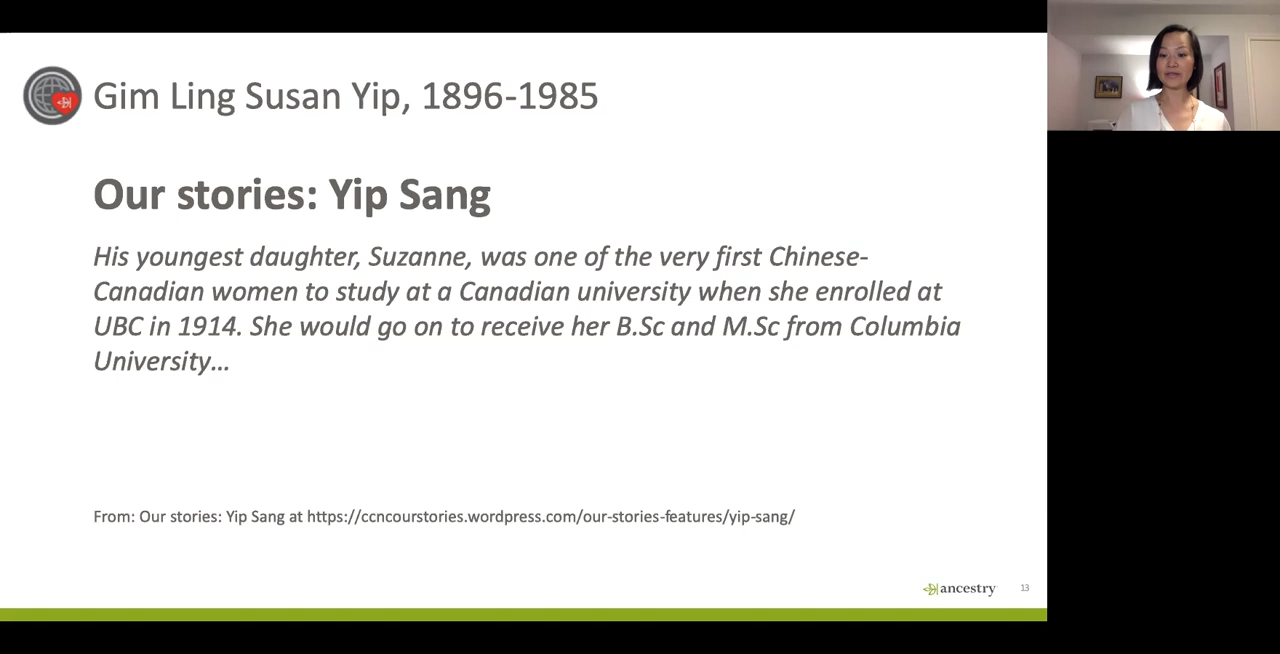 Gim Ling Susan Yip, 1896-1985
Our stories: Yip Sang
His youngest daughter, Suzanne, was one of the very first Chinese-
Canadian women to study at a Canadian university when she enrolled at
UBC in 1914. She would go on to receive her B.Sc and M.Sc from Columbia
University...
From: Our stories: Yip Sang at https://ccncourstories.wordpress.com/our-stories-features/yip-sang/
ancestry
13